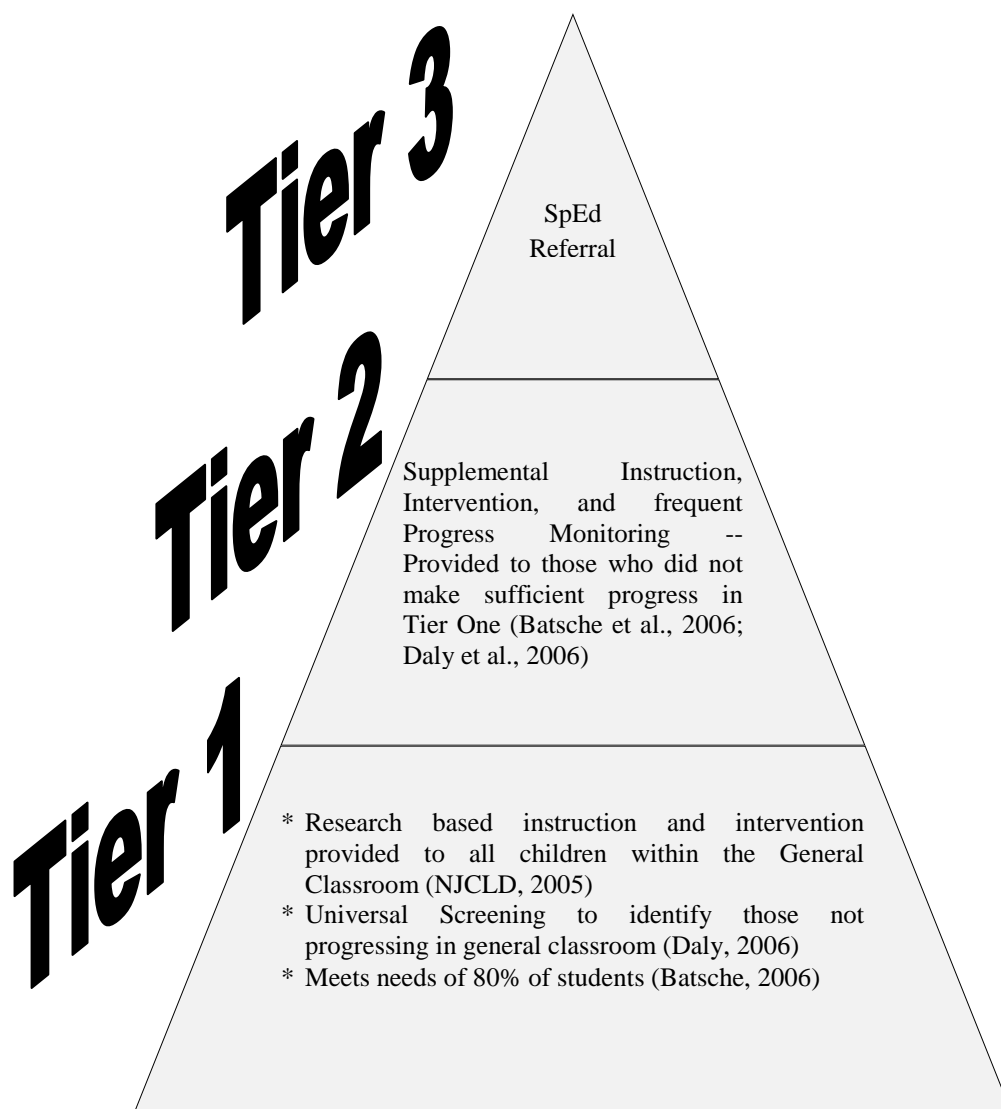 Tier 3
SpEd
Referral
Tier 2
Supplemental Instruction,
Intervention, and frequent
Progress Monitoring --
Provided to those who did not
make sufficient progress in
Tier One (Batsche et al., 2006;
Daly et al., 2006)
Tier 1
* Research based instruction and intervention
provided to all children within the General
Classroom (NJCLD, 2005)
* Universal Screening to identify those not
progressing in general classroom (Daly, 2006)
* Meets needs of 80% of students (Batsche, 2006)